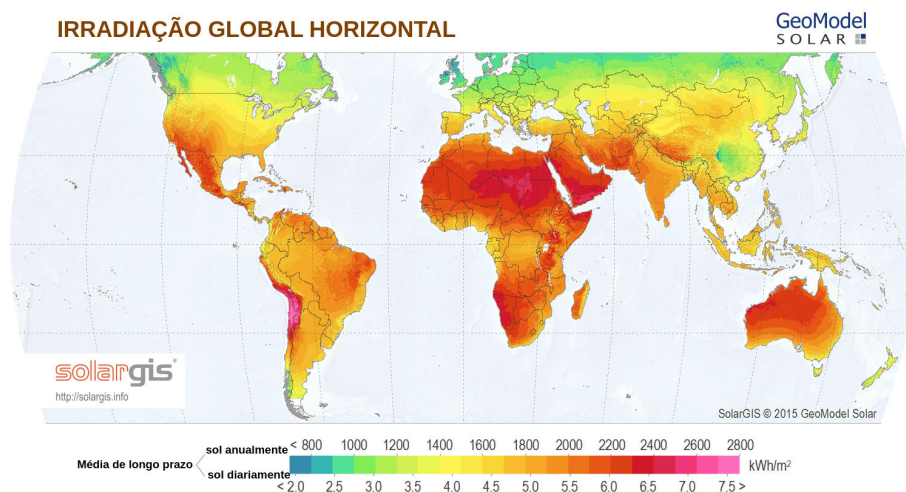 IRRADIAÇÃO GLOBAL HORIZONTAL
GeoModel
SOLAR
solargis®
http://solargis.info
SolarGIS © 2015 GeoModel Solar
Média de longo prazo
sol anualmente < 800 1000 1200 1400 1600 1800 2000 2200 2400 2600 2800
kWh/m²
sol diariamente < 2.0 2.5 3.0 3.5 4.0 4.5 5.0 5.5 6.0 6.5 7.0 7.5 >